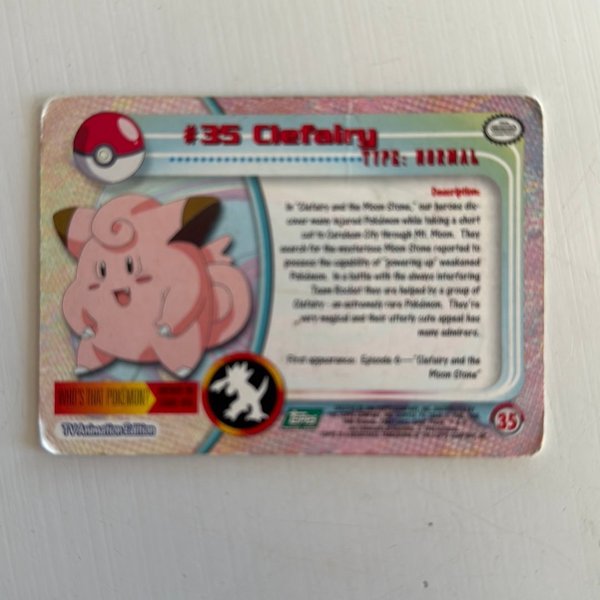 #35 Clefairy
TYPE: NORMAL
Description:
In "Clefairy and the Moon Stone," our heroes dis-
cover many injured Pokémon while taking a short
cut to Cerulean City through Mt. Moon. They
search for the mysterious Moon Stone reported to
possess the capability of "powering up" weakened
Pokémon. In a battle with the always interfering
Team Rocket they are helped by a group of
Clefairy - an extremely rare Pokémon. They're
very magical and their utterly cute appeal has
many admirers.
First appearance: Episode 6—"Clefairy and the
Moon Stone"
WHO'S THAT POKÉMON?
TV Animation Edition
Topps
35